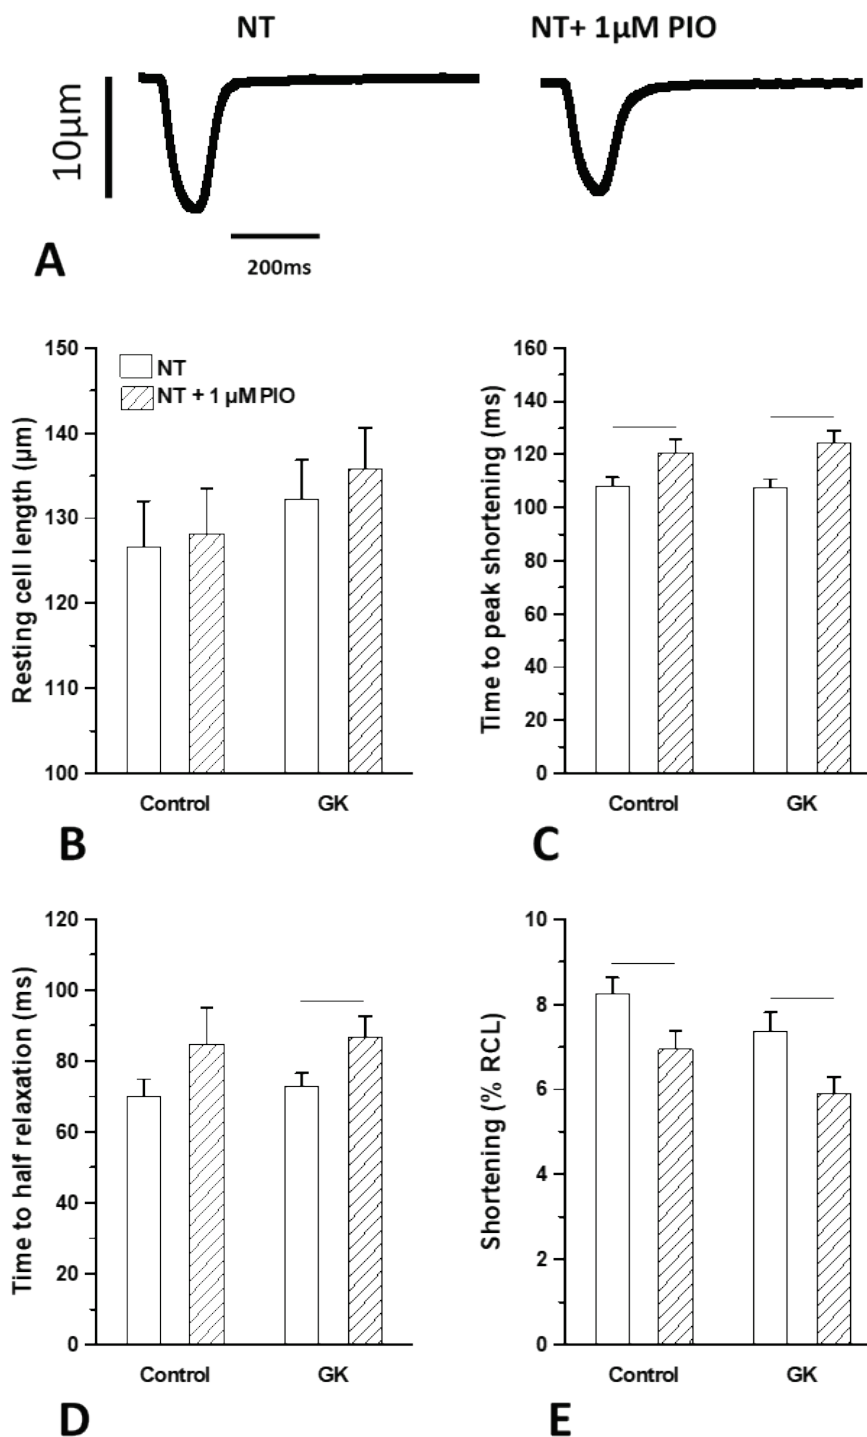 NT NT+ 1µM PIO
10µm
200ms
A
150
140
130
120
110
100
Resting cell length (µm)
NT
NT + 1 µM PIO
Control GK
B
160
140
120
100
80
60
40
20
0
Time to peak shortening (ms)
Control GK
C
120
100
80
60
40
20
0
Time to half relaxation (ms)
Control GK
D
10
8
6
4
2
0
Shortening (% RCL)
Control GK
E